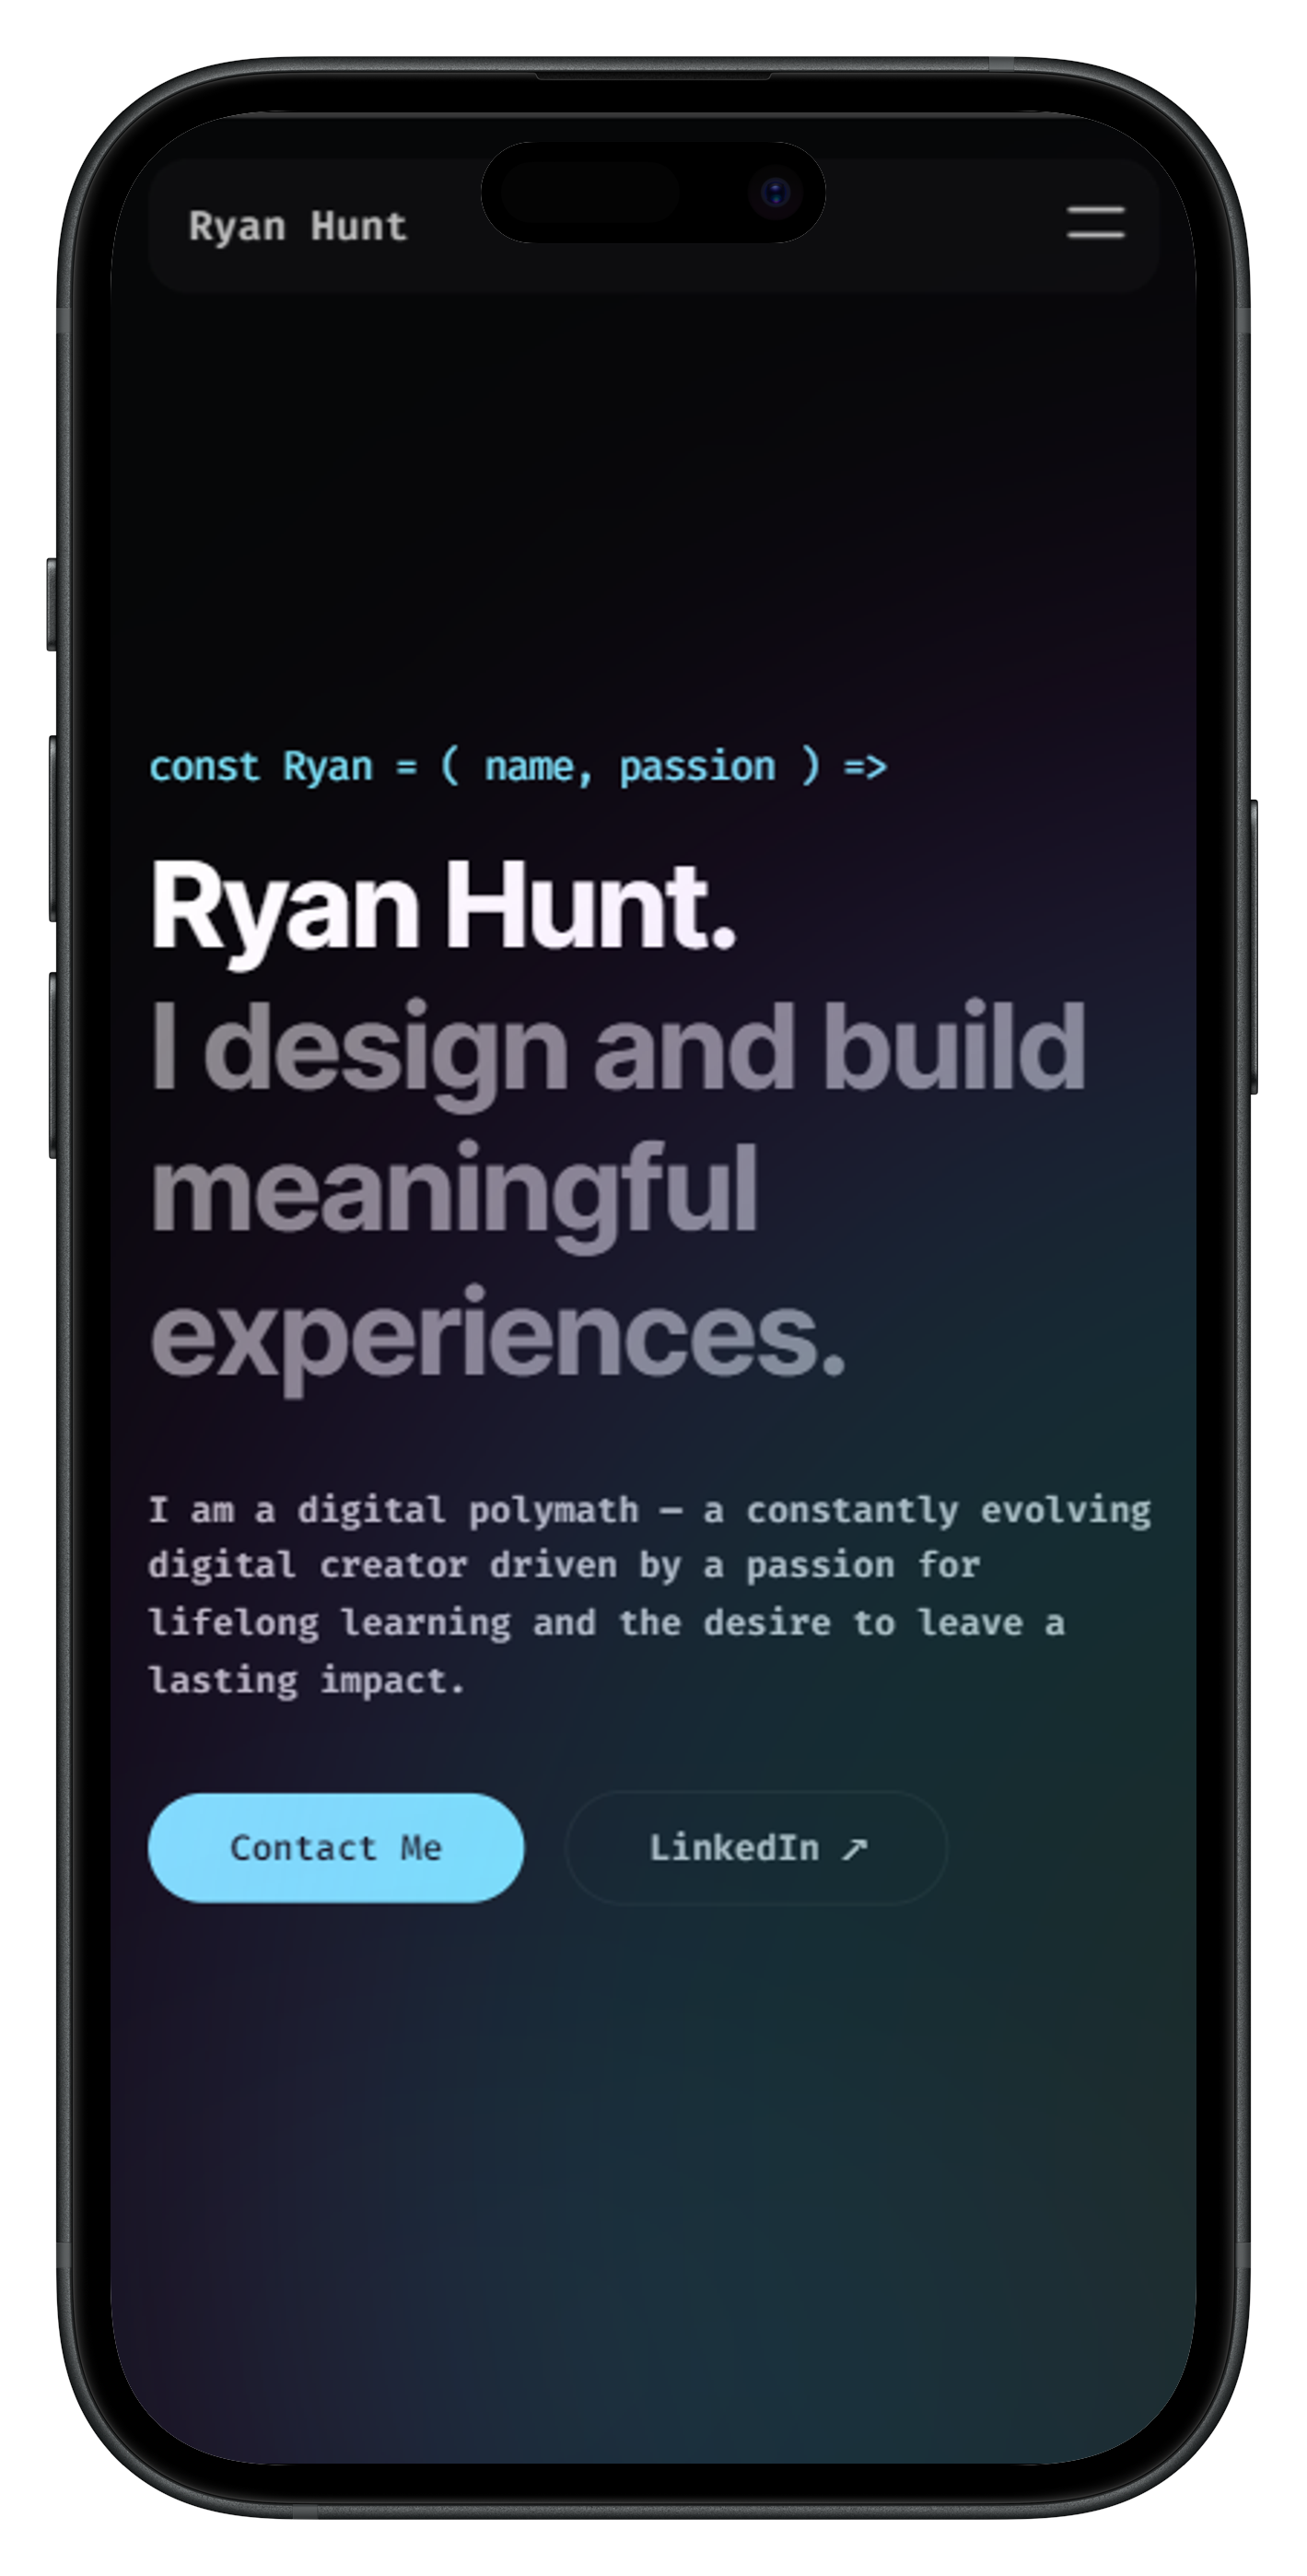 Ryan Hunt
const Ryan = ( name, passion ) =>
Ryan Hunt.
I design and build
meaningful
experiences.
I am a digital polymath — a constantly evolving
digital creator driven by a passion for
lifelong learning and the desire to leave a
lasting impact.
Contact Me
LinkedIn ↗